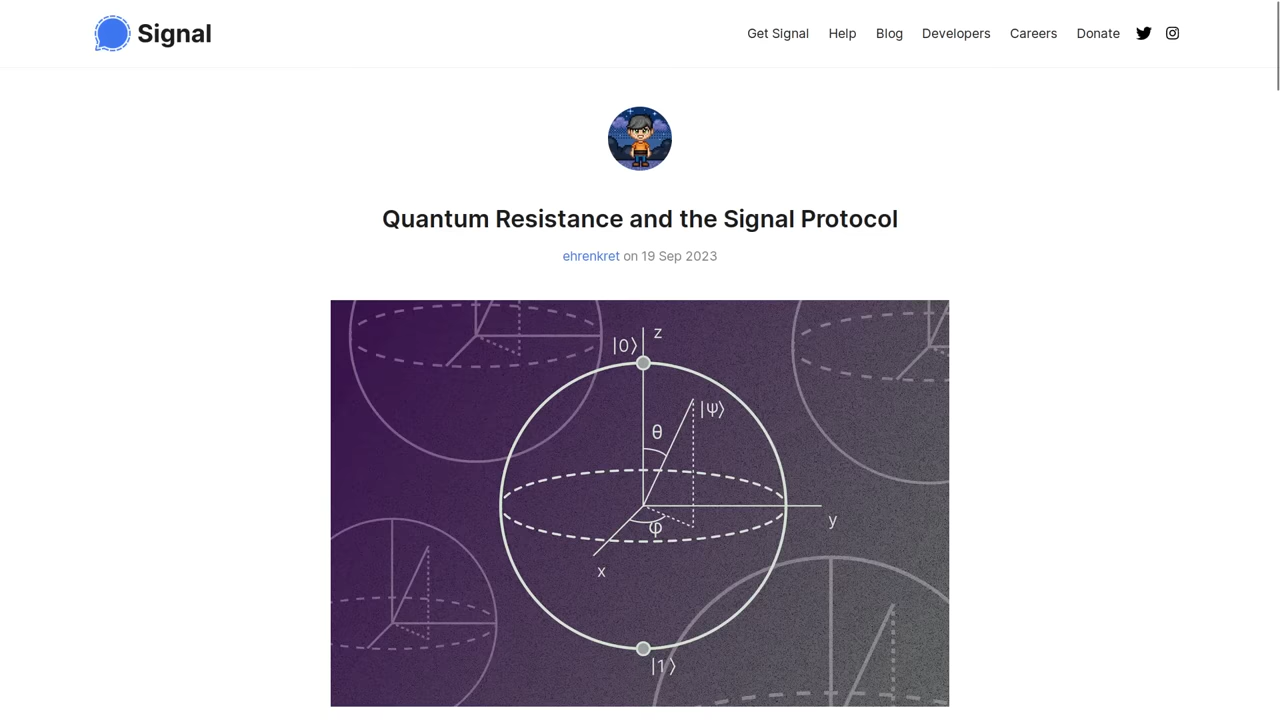 Signal
Get Signal Help Blog Developers Careers Donate
Quantum Resistance and the Signal Protocol
ehrenkret on 19 Sep 2023
|0⟩ z
|Ψ⟩
θ
φ
y
x
|1⟩